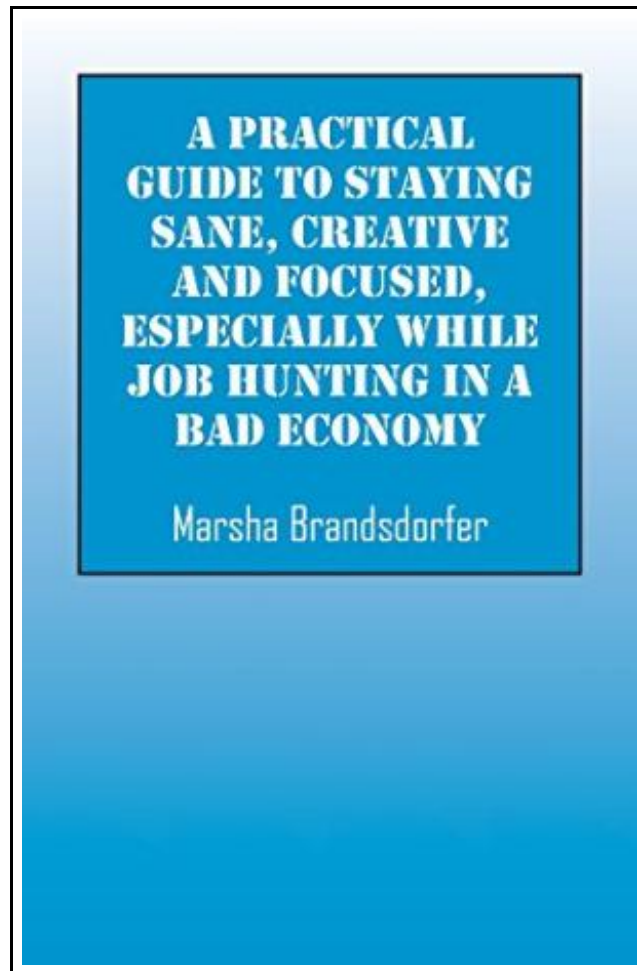 A PRACTICAL
GUIDE TO STAYING
SANE, CREATIVE
AND FOCUSED,
ESPECIALLY WHILE
JOB HUNTING IN A
BAD ECONOMY
Marsha Brandsdorfer